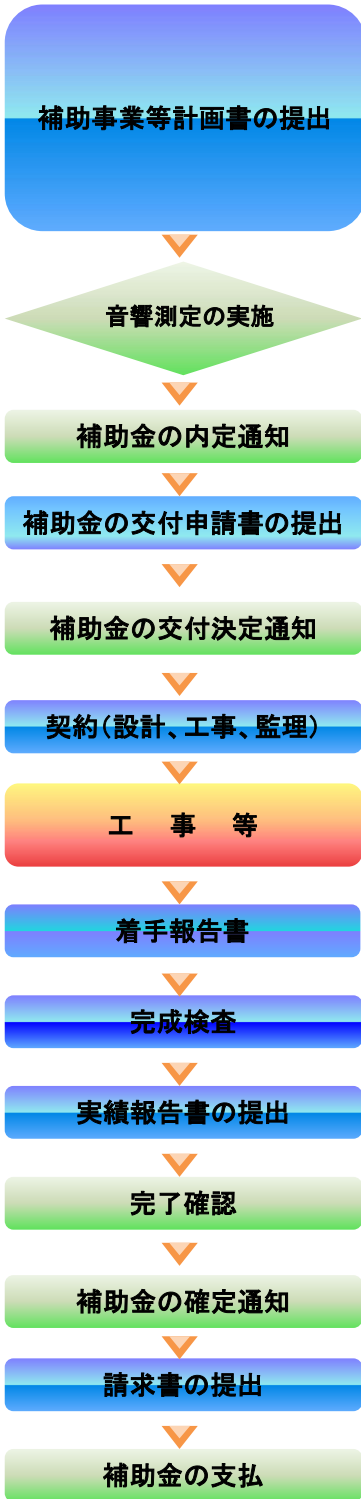 補助事業等計画書の提出
音響測定の実施
補助金の内定通知
補助金の交付申請書の提出
補助金の交付決定通知
契約(設計、工事、監理)
工　事　等
着手報告書
完成検査
実績報告書の提出
完了確認
補助金の確定通知
請求書の提出
補助金の支払